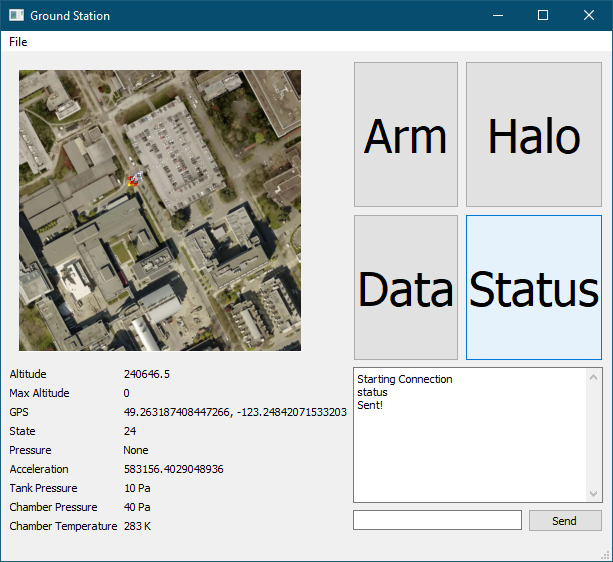 Ground Station
File
Arm
Halo
Data
Status
Altitude 240646.5
Max Altitude 0
GPS 49.263187408447266, -123.24842071533203
State 24
Pressure None
Acceleration 583156.4029048936
Tank Pressure 10 Pa
Chamber Pressure 40 Pa
Chamber Temperature 283 K
Starting Connection
status
Sent!
Send